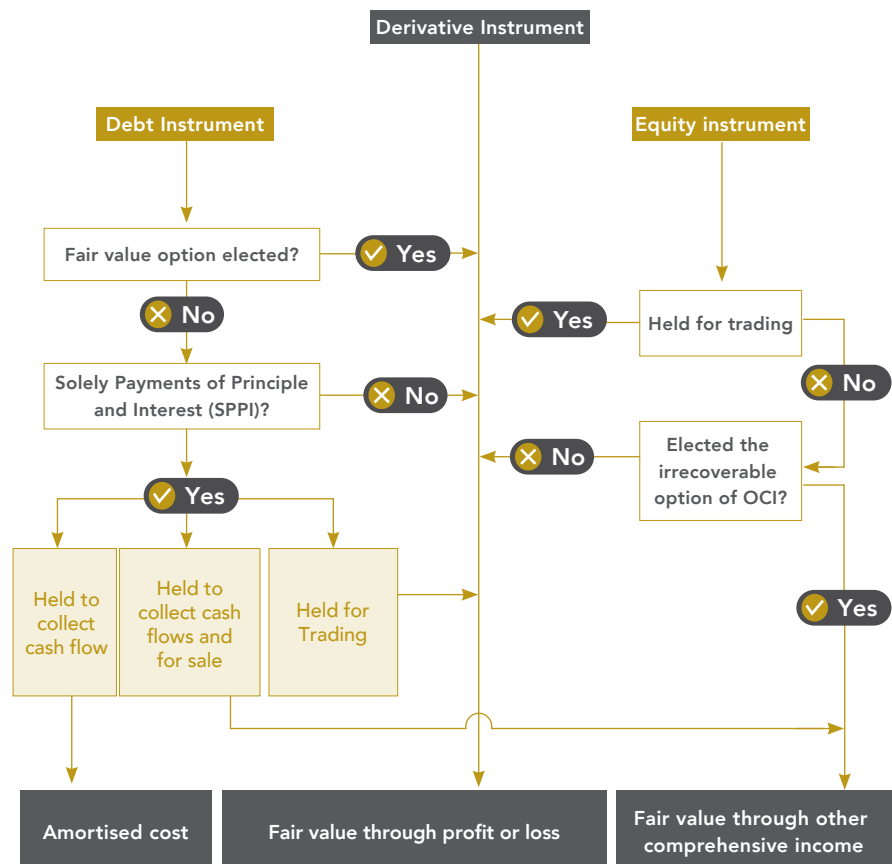 Derivative Instrument
Debt Instrument
Equity instrument
Fair value option elected?
Yes
No
Held for trading
Yes
No
Solely Payments of Principle
and Interest (SPPI)?
No
Elected the
irrecoverable
option of OCI?
No
Yes
Yes
Held to
collect
cash flow
Held to
collect cash
flows and
for sale
Held for
Trading
Amortised cost
Fair value through profit or loss
Fair value through other
comprehensive income